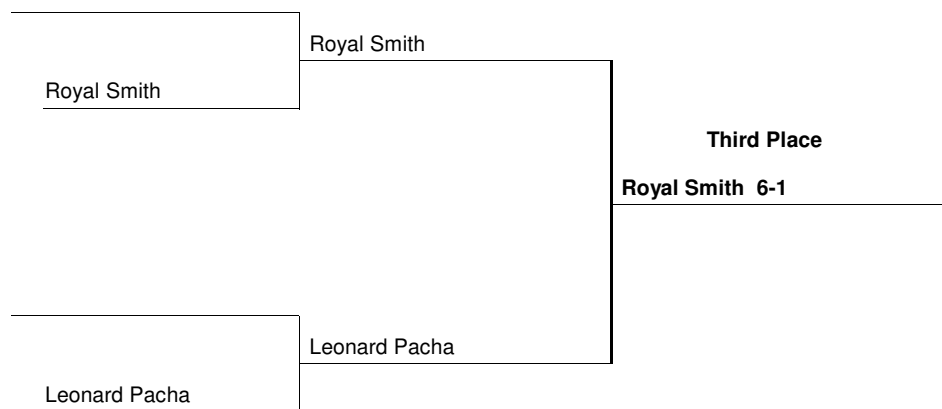 Royal Smith
Royal Smith
Third Place
Royal Smith 6-1
Leonard Pacha
Leonard Pacha